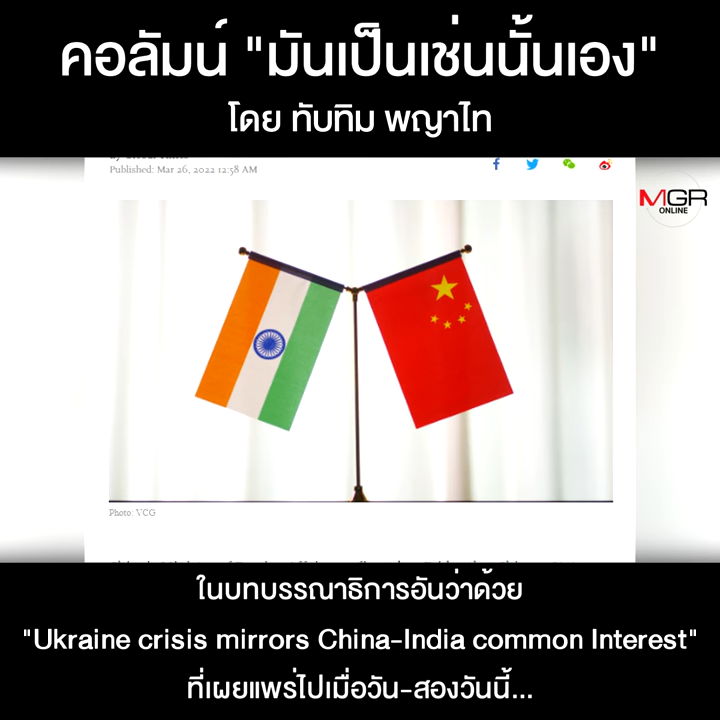 คอลัมน์ "มันเป็นเช่นนั้นเอง"
โดย ทับทิม พญาไท
Published: Mar 26, 2022 12:58 AM
MGR
ONLINE
Photo: VCG
ในบทบรรณาธิการอันว่าด้วย
"Ukraine crisis mirrors China-India common Interest"
ที่เผยแพร่ไปเมื่อวัน-สองวันนี้...